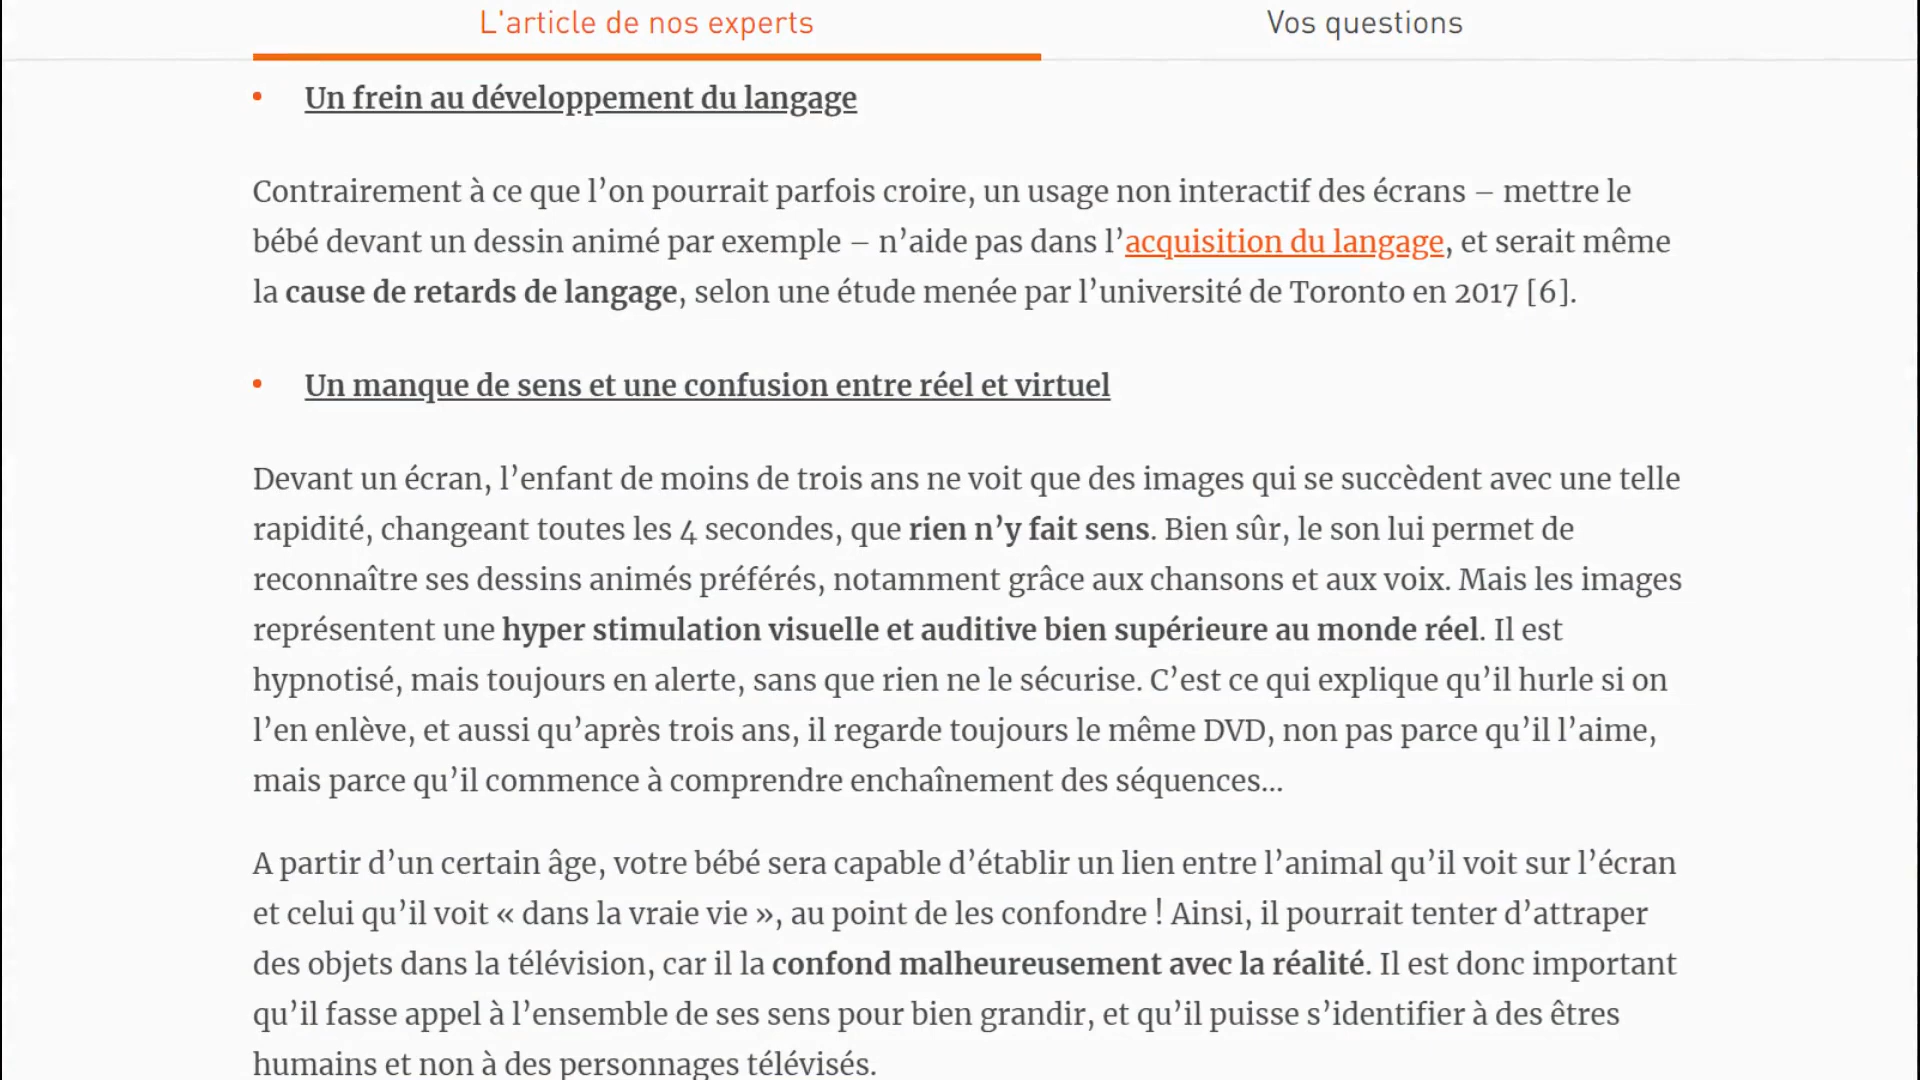 L'article de nos experts
Vos questions
• Un frein au développement du langage
Contrairement à ce que l’on pourrait parfois croire, un usage non interactif des écrans – mettre le
bébé devant un dessin animé par exemple – n’aide pas dans l’acquisition du langage, et serait même
la cause de retards de langage, selon une étude menée par l’université de Toronto en 2017 [6].
• Un manque de sens et une confusion entre réel et virtuel
Devant un écran, l’enfant de moins de trois ans ne voit que des images qui se succèdent avec une telle
rapidité, changeant toutes les 4 secondes, que rien n’y fait sens. Bien sûr, le son lui permet de
reconnaître ses dessins animés préférés, notamment grâce aux chansons et aux voix. Mais les images
représentent une hyper stimulation visuelle et auditive bien supérieure au monde réel. Il est
hypnotisé, mais toujours en alerte, sans que rien ne le sécurise. C’est ce qui explique qu’il hurle si on
l’en enlève, et aussi qu’après trois ans, il regarde toujours le même DVD, non pas parce qu’il l’aime,
mais parce qu’il commence à comprendre enchaînement des séquences...
A partir d’un certain âge, votre bébé sera capable d’établir un lien entre l’animal qu’il voit sur l’écran
et celui qu’il voit « dans la vraie vie », au point de les confondre ! Ainsi, il pourrait tenter d’attraper
des objets dans la télévision, car il la confond malheureusement avec la réalité. Il est donc important
qu’il fasse appel à l’ensemble de ses sens pour bien grandir, et qu’il puisse s’identifier à des êtres
humains et non à des personnages télévisés.